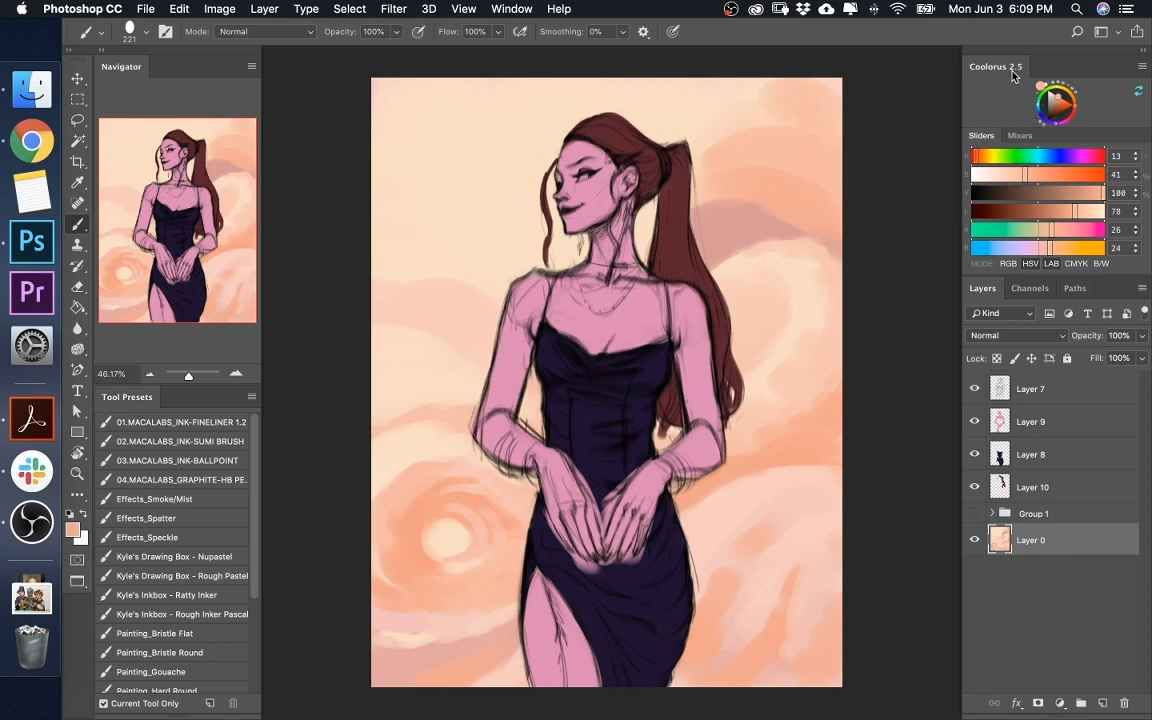 Photoshop CC File Edit Image Layer Type Select Filter 3D View Window Help Mon Jun 3 6:09 PM
221 Mode: Normal Opacity: 100% Flow: 100% Smoothing: 0%
Navigator
46.17%
Tool Presets
01.MACALABS_INK-FINELINER 1.2
02.MACALABS_INK-SUMI BRUSH
03.MACALABS_INK-BALLPOINT
04.MACALABS_GRAPHITE-HB PE.
Effects_Smoke/Mist
Effects_Spatter
Effects_Speckle
Kyle's Drawing Box - Nupastel
Kyle's Drawing Box - Rough Pastel
Kyle's Inkbox - Ratty Inker
Kyle's Inkbox - Rough Inker Pascal
Painting_Bristle Flat
Painting_Bristle Round
Painting_Gouache
Painting_Hard Round
Current Tool Only
Ps
Pr
T
Coolorus 2.5
Sliders Mixers
H 13 °
S 41 %
V 100 %
L 78
A 26
B 24
MODE: RGB HSV LAB CMYK B/W
Layers Channels Paths
Kind
Normal Opacity: 100%
Lock: Fill: 100%
Layer 7
Layer 9
Layer 8
Layer 10
Group 1
Layer 0
fx